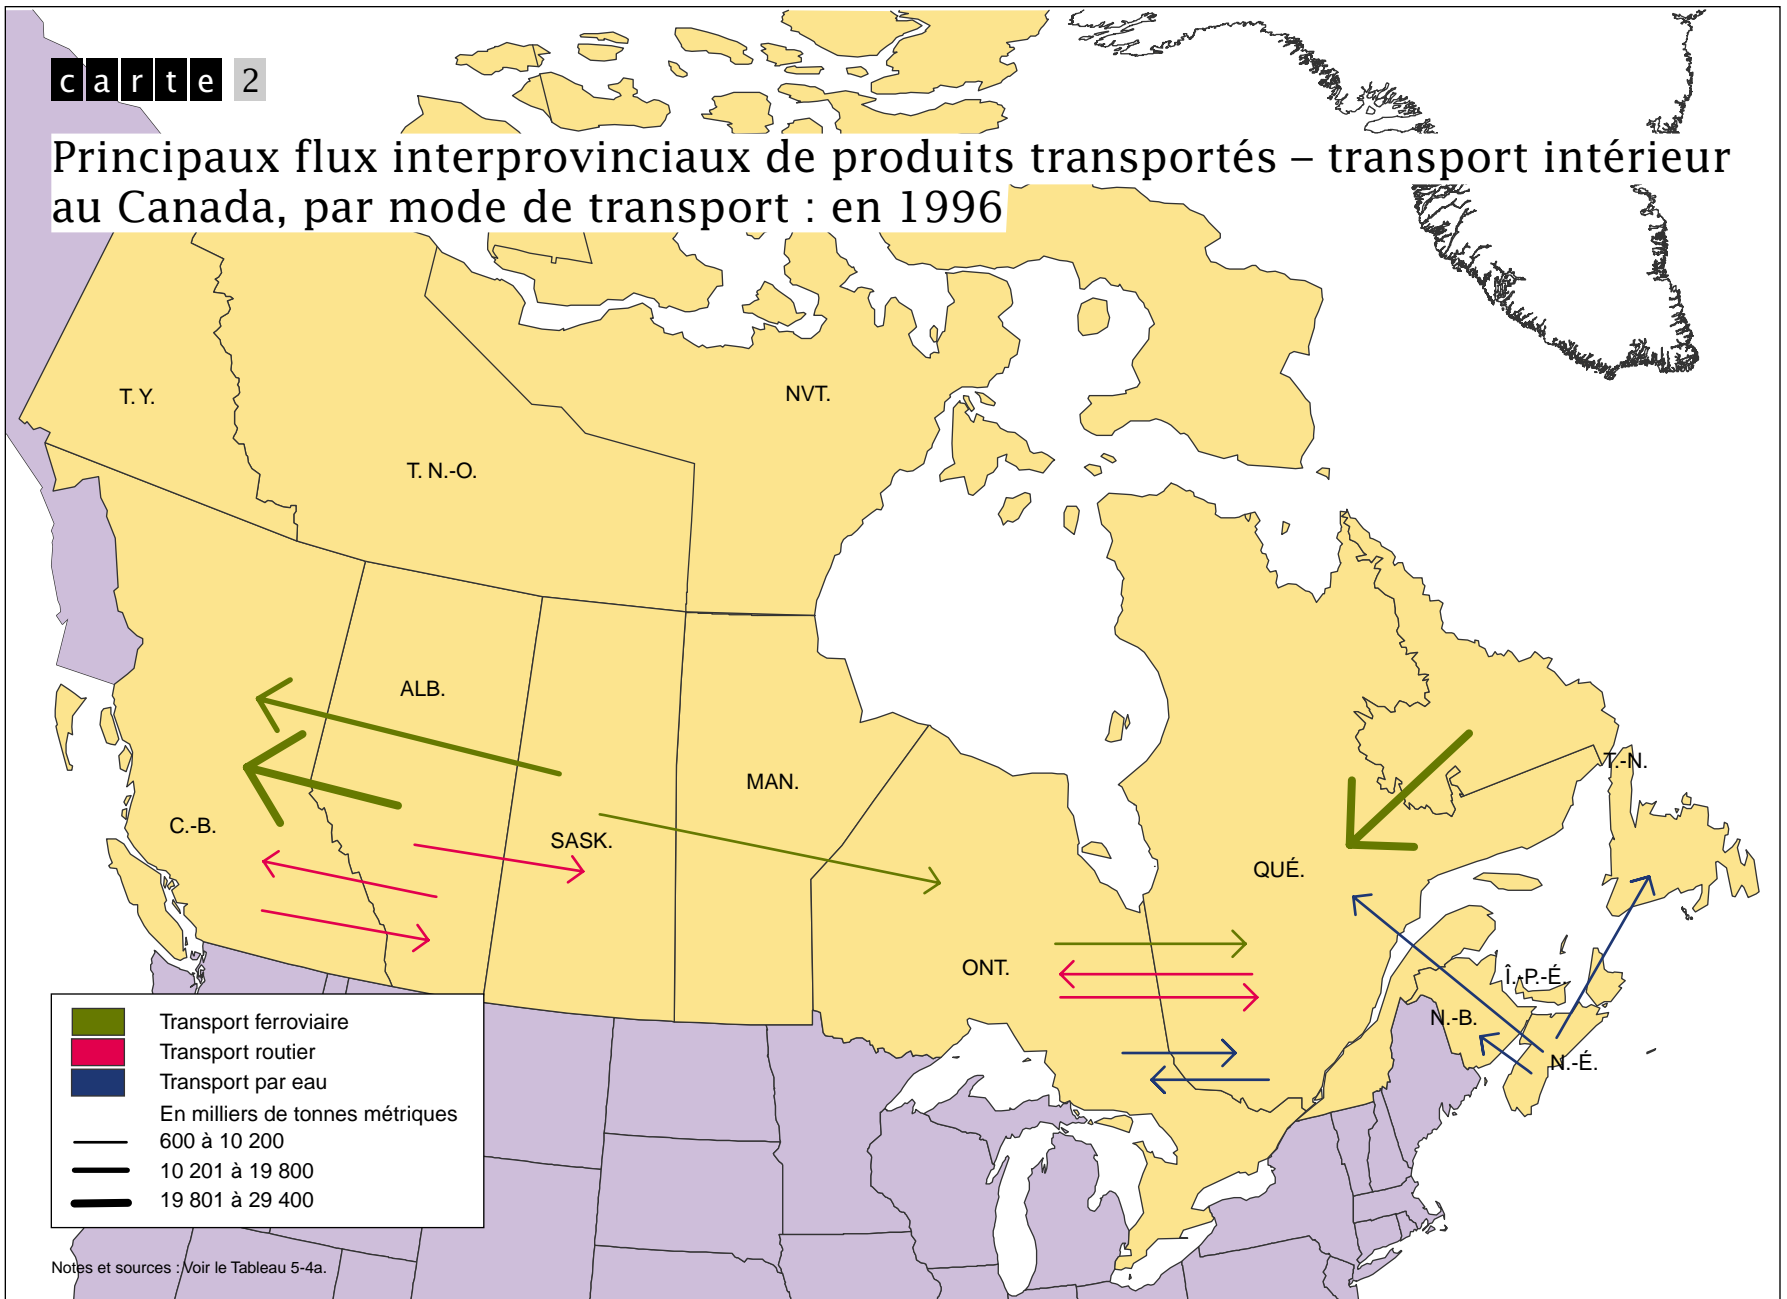 carte 2
Principaux flux interprovinciaux de produits transportés – transport intérieur
au Canada, par mode de transport : en 1996
T. Y.
NVT.
T. N.-O.
ALB.
T.-N.
MAN.
C.-B.
SASK.
QUÉ.
ONT.
Î.-P.-É.
N.-B.
N.-É.
Transport ferroviaire
Transport routier
Transport par eau
En milliers de tonnes métriques
600 à 10 200
10 201 à 19 800
19 801 à 29 400
Notes et sources : Voir le Tableau 5-4a.